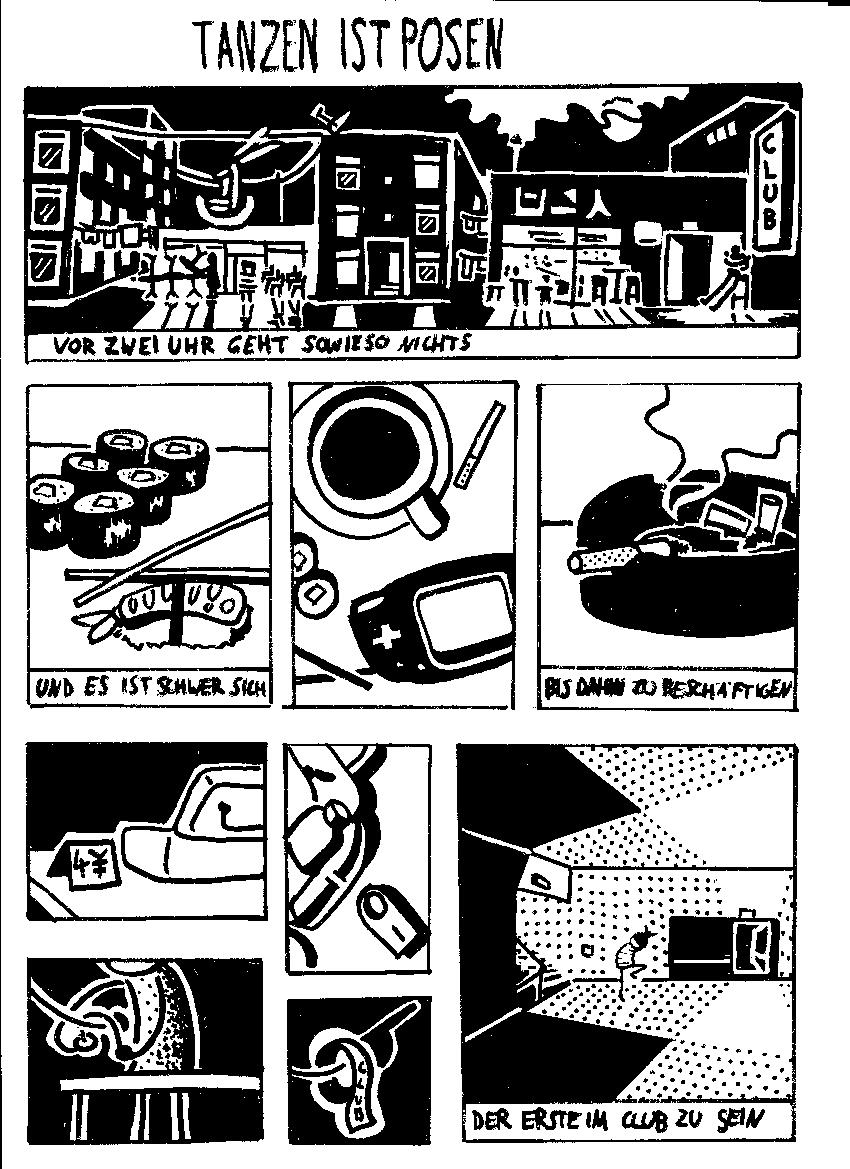 TANZEN IST POSEN
CLUB
VOR ZWEI UHR GEHT SOWIESO NICHTS
UND ES IST SCHWER SICH
BIS DAHIN ZU BESCHÄFTIGEN
4 ¥
CLUB
DER ERSTE IM CLUB ZU SEIN